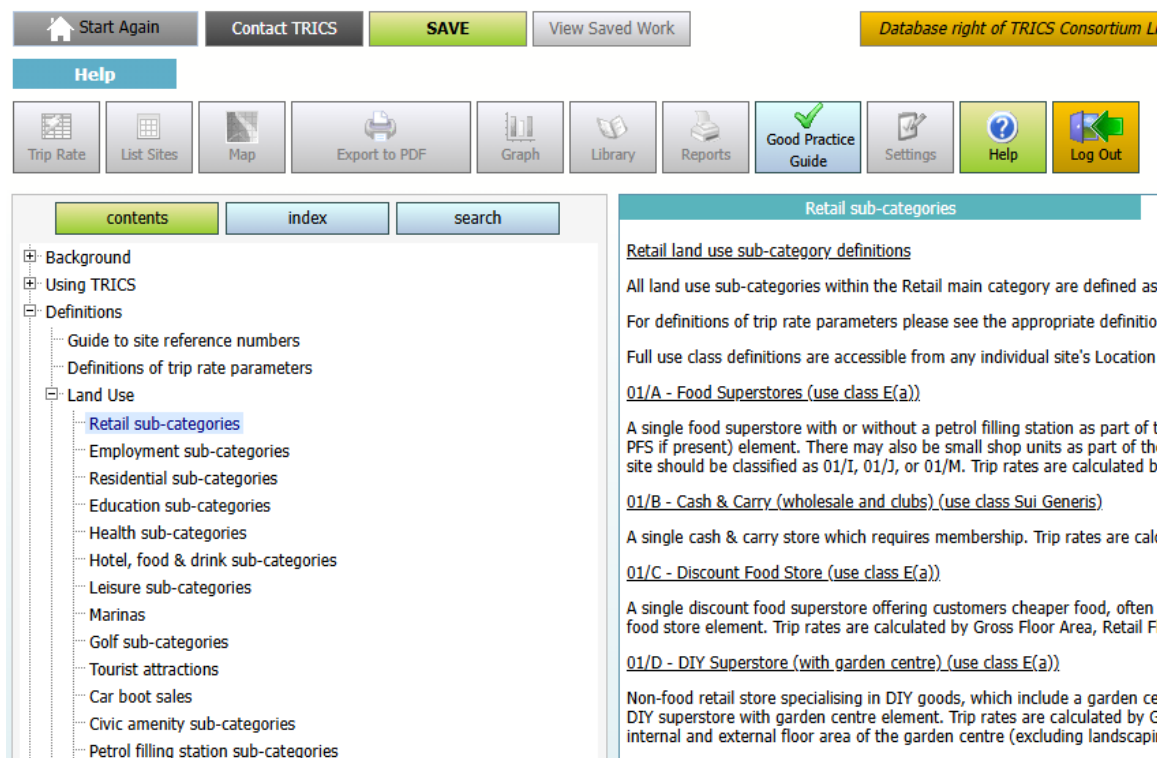 Start Again
Contact TRICS
SAVE
View Saved Work
Database right of TRICS Consortium
Help
Trip Rate
List Sites
Map
Export to PDF
Graph
Library
Reports
Good Practice
Guide
Settings
Help
Log Out
contents
index
search
Background
Using TRICS
Definitions
Guide to site reference numbers
Definitions of trip rate parameters
Land Use
Retail sub-categories
Employment sub-categories
Residential sub-categories
Education sub-categories
Health sub-categories
Hotel, food & drink sub-categories
Leisure sub-categories
Marinas
Golf sub-categories
Tourist attractions
Car boot sales
Civic amenity sub-categories
Petrol filling station sub-categories
Retail sub-categories
Retail land use sub-category definitions
All land use sub-categories within the Retail main category are defined as
For definitions of trip rate parameters please see the appropriate
Full use class definitions are accessible from any individual site's Location
01/A - Food Superstores (use class E(a))
A single food superstore with or without a petrol filling station as part of
PFS if present) element. There may also be small shop units as part of
site should be classified as 01/I, 01/J, or 01/M. Trip rates are calculated
01/B - Cash & Carry (wholesale and clubs) (use class Sui Generis)
A single cash & carry store which requires membership. Trip rates are
01/C - Discount Food Store (use class E(a))
A single discount food superstore offering customers cheaper food, often
food store element. Trip rates are calculated by Gross Floor Area, Retail
01/D - DIY Superstore (with garden centre) (use class E(a))
Non-food retail store specialising in DIY goods, which include a garden
DIY superstore with garden centre element. Trip rates are calculated by
internal and external floor area of the garden centre (excluding